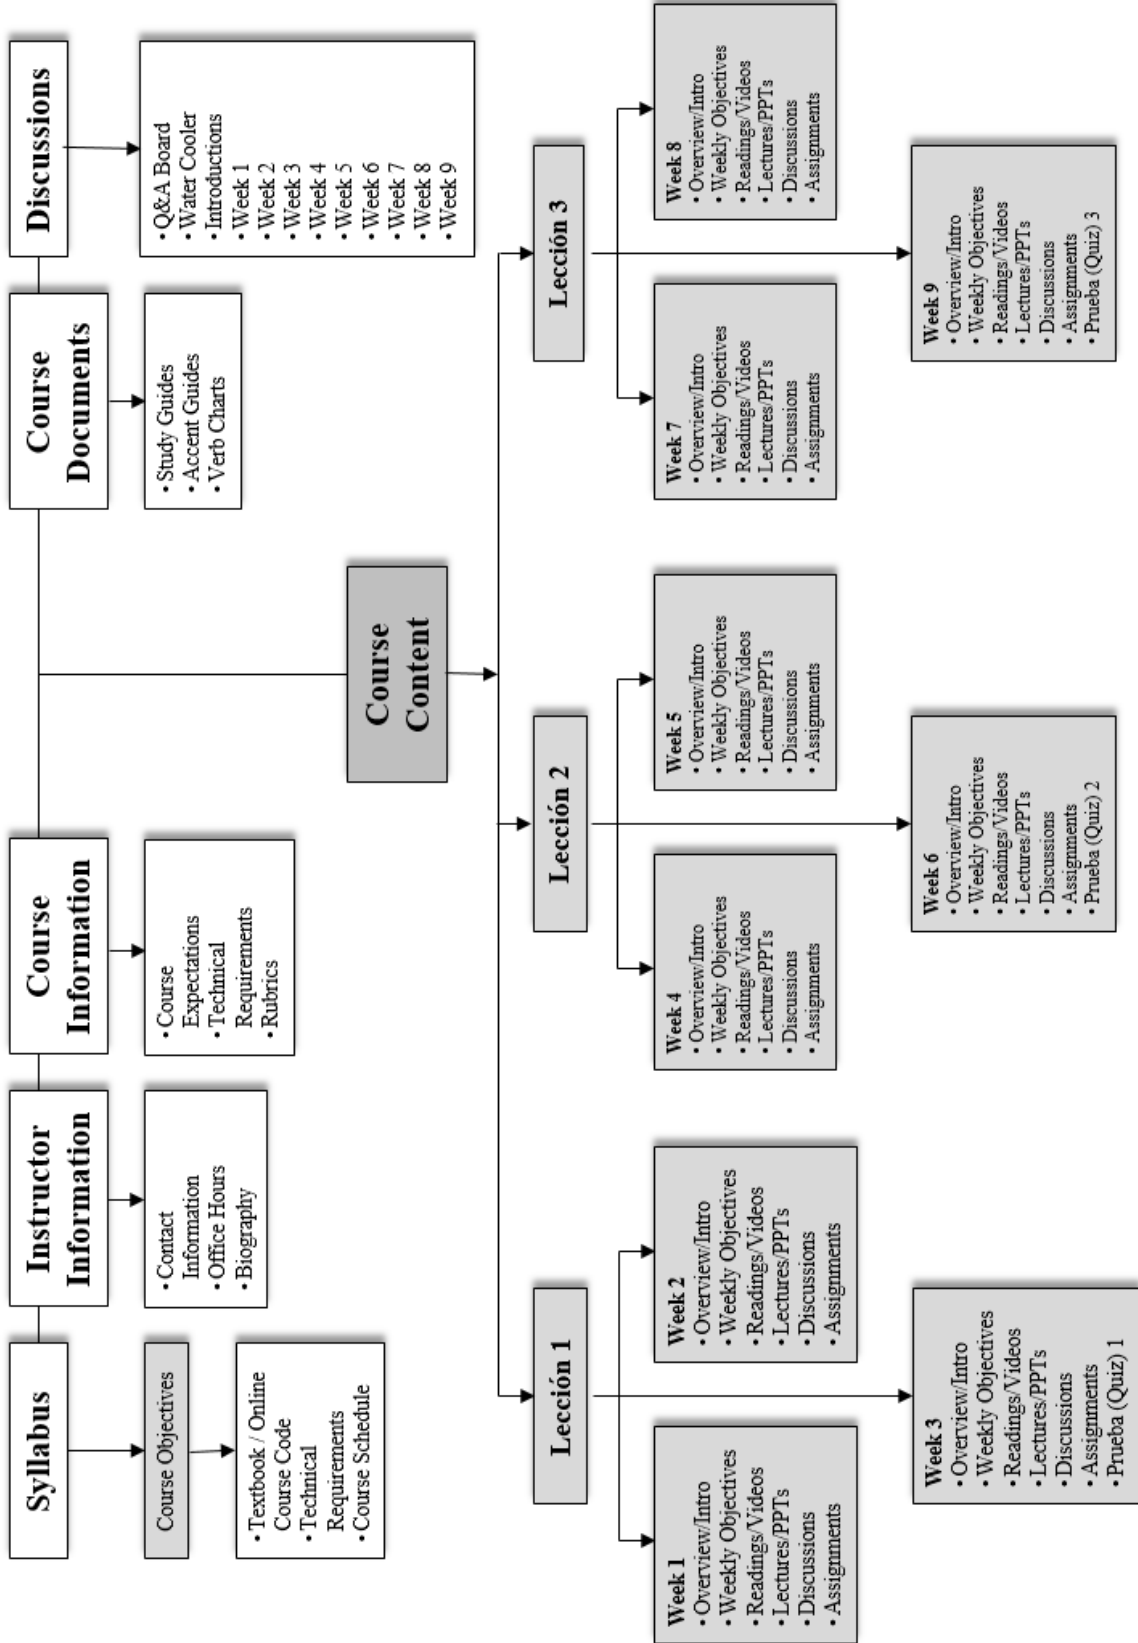 Syllabus
Course Objectives
• Textbook / Online
Course Code
• Technical
Requirements
• Course Schedule
Instructor
Information
• Contact
Information
• Office Hours
• Biography
Course
Information
• Course
Expectations
• Technical
Requirements
• Rubrics
Course
Documents
• Study Guides
• Accent Guides
• Verb Charts
Discussions
• Q&A Board
• Water Cooler
• Introductions
• Week 1
• Week 2
• Week 3
• Week 4
• Week 5
• Week 6
• Week 7
• Week 8
• Week 9
Course
Content
Lección 1
Week 1
• Overview/Intro
• Weekly Objectives
• Readings/Videos
• Lectures/PPTs
• Discussions
• Assignments
Week 2
• Overview/Intro
• Weekly Objectives
• Readings/Videos
• Lectures/PPTs
• Discussions
• Assignments
Week 3
• Overview/Intro
• Weekly Objectives
• Readings/Videos
• Lectures/PPTs
• Discussions
• Assignments
• Prueba (Quiz) 1
Lección 2
Week 4
• Overview/Intro
• Weekly Objectives
• Readings/Videos
• Lectures/PPTs
• Discussions
• Assignments
Week 5
• Overview/Intro
• Weekly Objectives
• Readings/Videos
• Lectures/PPTs
• Discussions
• Assignments
Week 6
• Overview/Intro
• Weekly Objectives
• Readings/Videos
• Lectures/PPTs
• Discussions
• Assignments
• Prueba (Quiz) 2
Lección 3
Week 7
• Overview/Intro
• Weekly Objectives
• Readings/Videos
• Lectures/PPTs
• Discussions
• Assignments
Week 8
• Overview/Intro
• Weekly Objectives
• Readings/Videos
• Lectures/PPTs
• Discussions
• Assignments
Week 9
• Overview/Intro
• Weekly Objectives
• Readings/Videos
• Lectures/PPTs
• Discussions
• Assignments
• Prueba (Quiz) 3